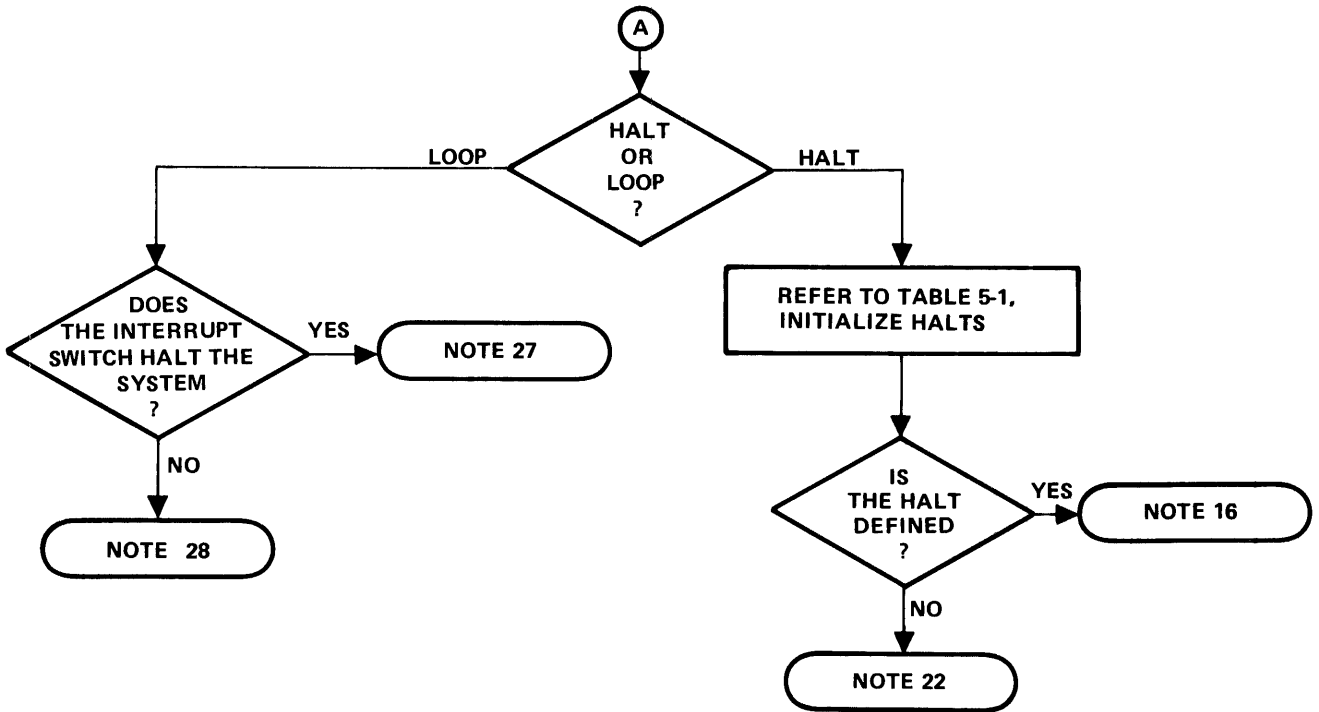 A
HALT
OR
LOOP
?
LOOP
HALT
DOES
THE INTERRUPT
SWITCH HALT THE
SYSTEM
?
YES
NOTE 27
NO
NOTE 28
REFER TO TABLE 5-1,
INITIALIZE HALTS
IS
THE HALT
DEFINED
?
YES
NOTE 16
NO
NOTE 22